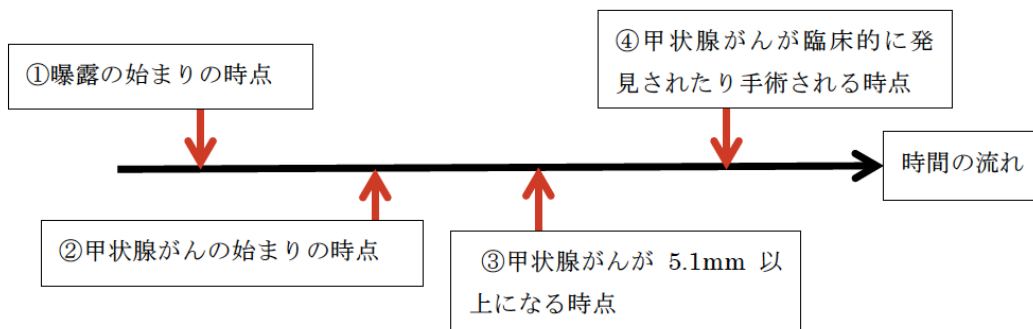 ①曝露の始まりの時点
④甲状腺がんが臨床的に発
見されたり手術される時点
時間の流れ
②甲状腺がんの始まりの時点
③甲状腺がんが 5.1mm 以
上になる時点